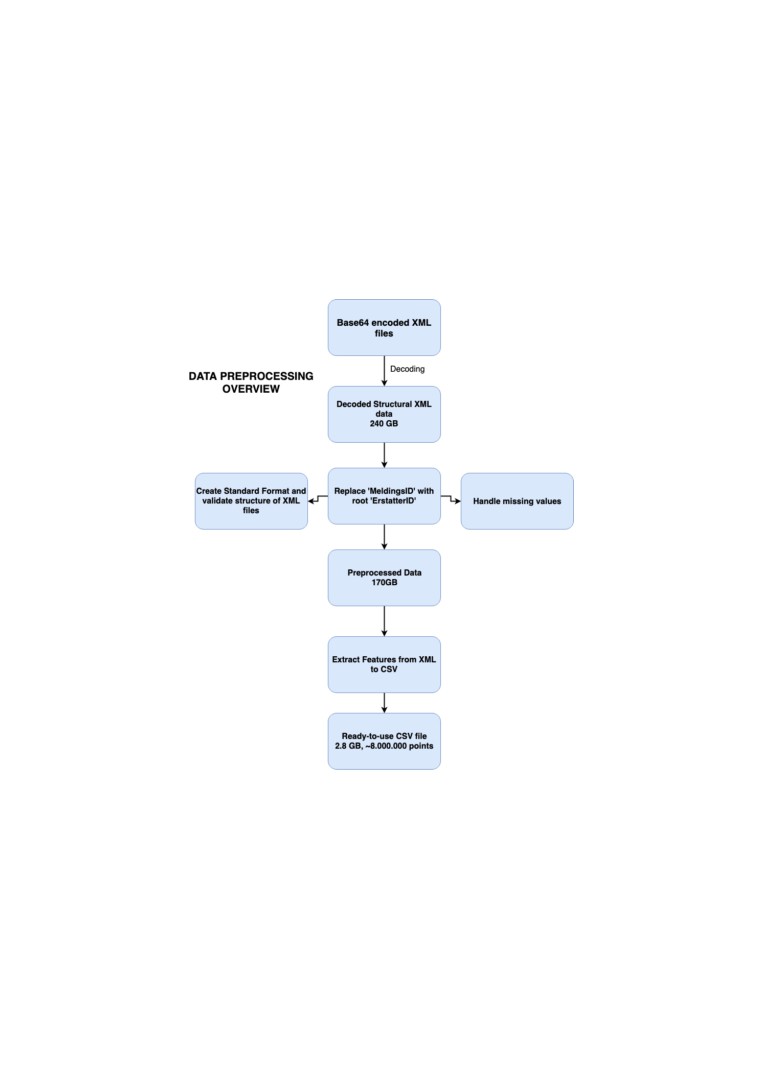 Base64 encoded XML
files
Decoding
DATA PREPROCESSING
OVERVIEW
Decoded Structural XML
data
240 GB
Create Standard Format and
validate structure of XML
files
Replace 'MeldingsID' with
root 'ErstatterID'
Handle missing values
Preprocessed Data
170GB
Extract Features from XML
to CSV
Ready-to-use CSV file
2.8 GB, ~8.000.000 points